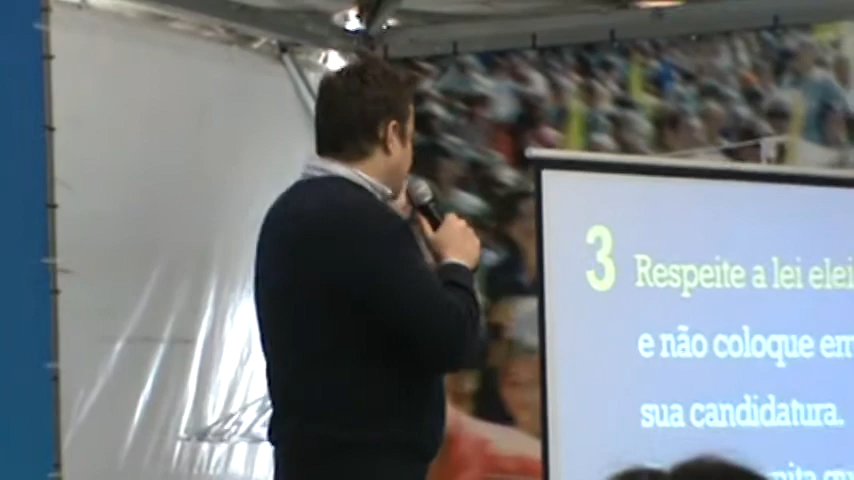 3 Respeite a lei elei
e não coloque em
sua candidatura.